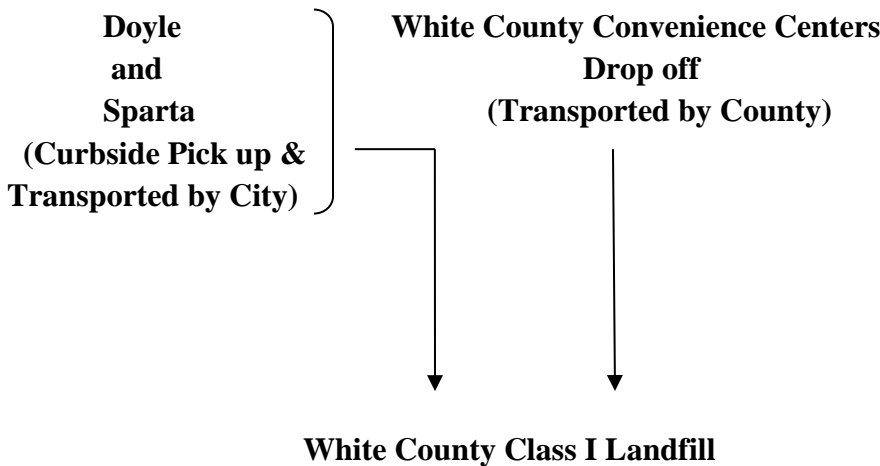 Doyle
and
Sparta
(Curbside Pick up &
Transported by City)
White County Convenience Centers
Drop off
(Transported by County)
White County Class I Landfill